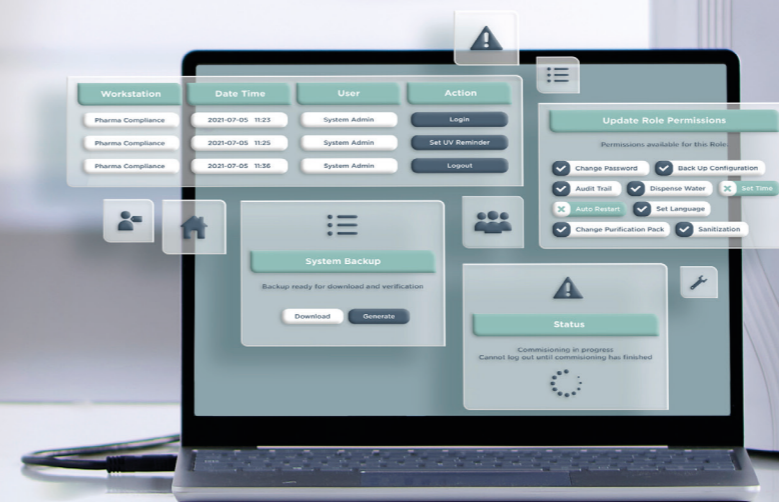 Workstation Date Time User Action
Pharma Compliance 2021-07-05 11:23 System Admin Login
Pharma Compliance 2021-07-05 11:25 System Admin Set UV Reminder
Pharma Compliance 2021-07-05 11:36 System Admin Logout
Update Role Permissions
Permissions available for this Role
Change Password Back Up Configuration
Audit Trail Dispense Water Set Time
Auto Restart Set Language
Change Purification Pack Sanitization
System Backup
Backup ready for download and verification
Download Generate
Status
Commisioning in progress
Cannot log out until commisioning has finished